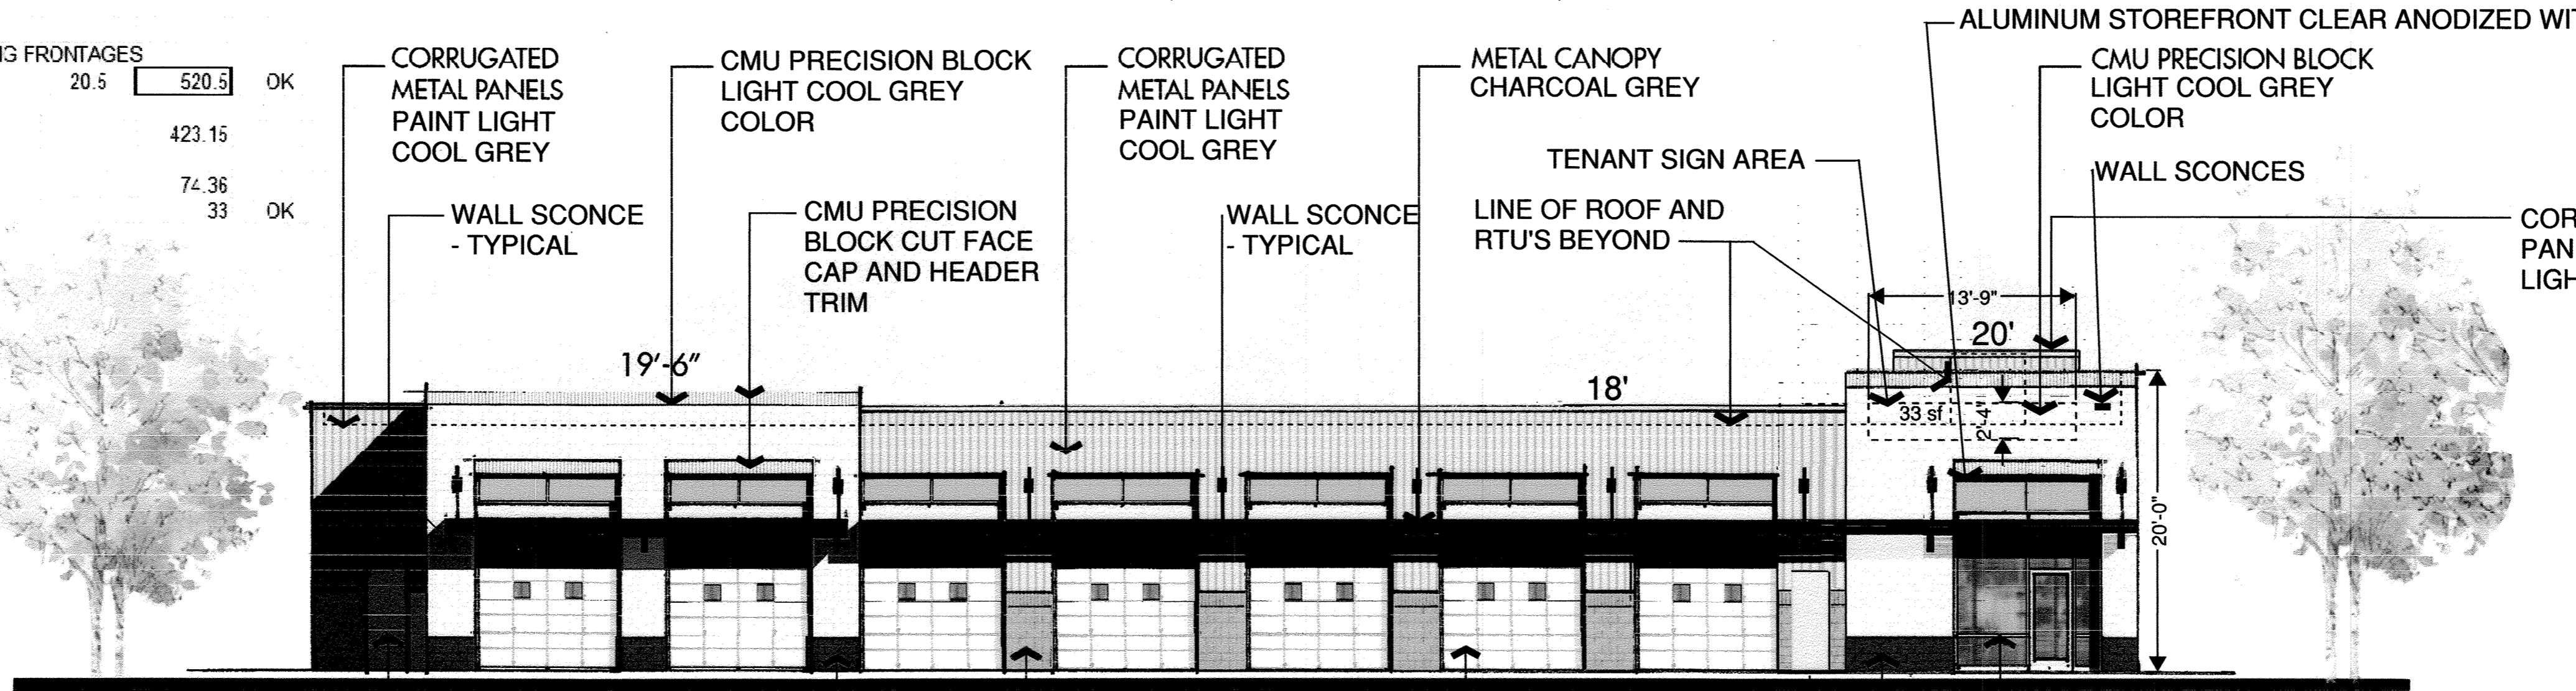 ALUMINUM STOREFRONT CLEAR ANODIZED WIT
G FRONTAGES
20.5 520.5 OK
423.15
74.36
33 OK
CORRUGATED
METAL PANELS
PAINT LIGHT
COOL GREY
CMU PRECISION BLOCK
LIGHT COOL GREY
COLOR
CORRUGATED
METAL PANELS
PAINT LIGHT
COOL GREY
METAL CANOPY
CHARCOAL GREY
CMU PRECISION BLOCK
LIGHT COOL GREY
COLOR
TENANT SIGN AREA
WALL SCONCES
WALL SCONCE
- TYPICAL
CMU PRECISION
BLOCK CUT FACE
CAP AND HEADER
TRIM
WALL SCONCE
- TYPICAL
LINE OF ROOF AND
RTU'S BEYOND
COR
PAN
LIGH
13'-9"
20'
19'-6"
18'
33 sf
2'-4"
20'-0"